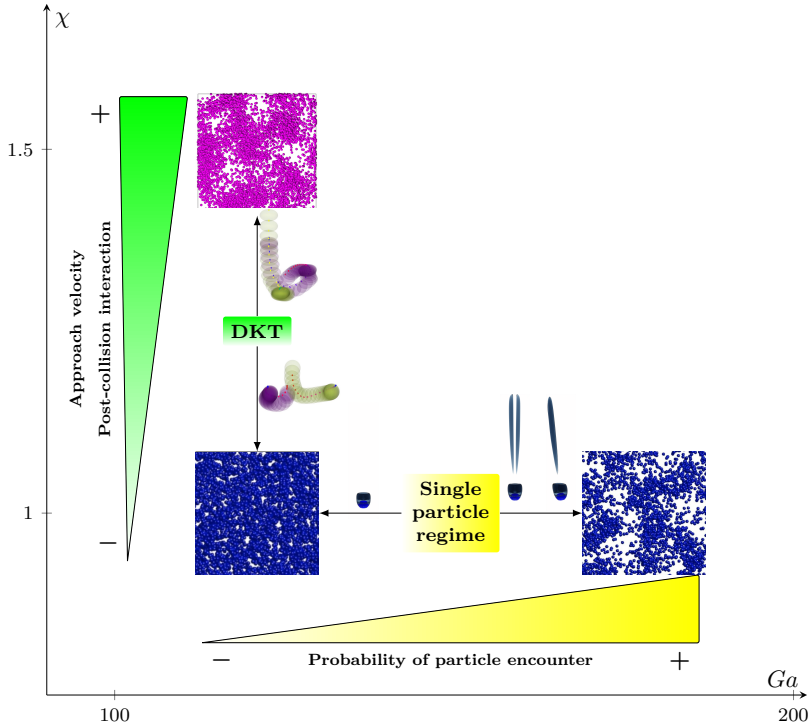 χ
+
1.5
Approach velocity
Post-collision interaction
DKT
Single
particle
regime
1
−
−
Probability of particle encounter
+
Ga
100
200